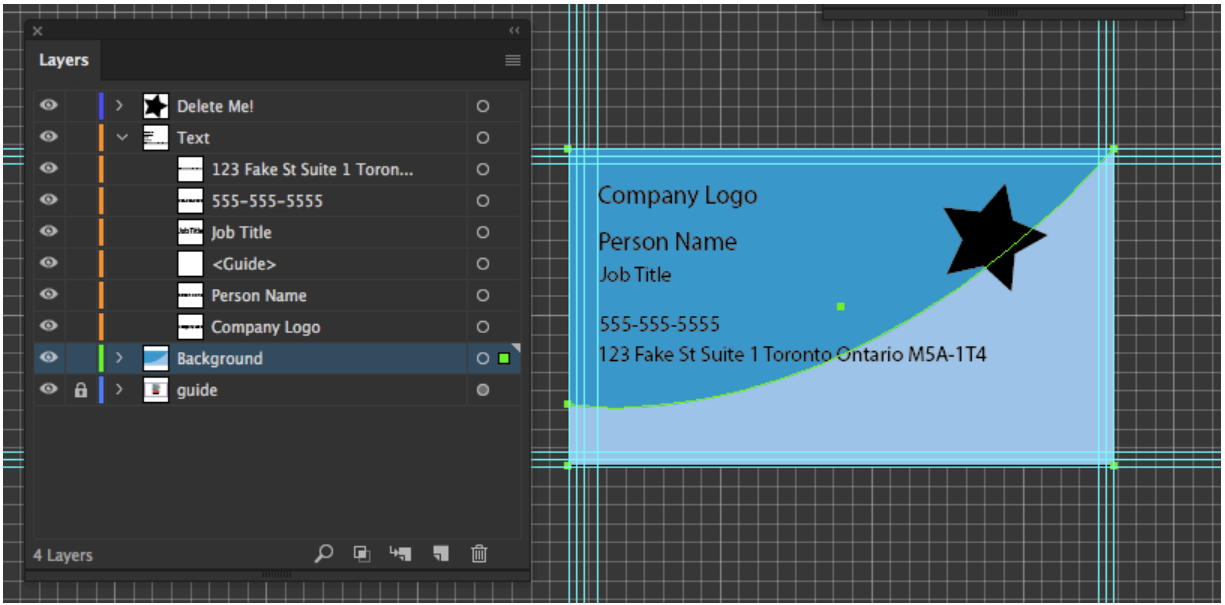 Layers
Delete Me!
Text
123 Fake St Suite 1 Toron...
555-555-5555
Job Title
<Guide>
Person Name
Company Logo
Background
guide
4 Layers
Company Logo
Person Name
Job Title
555-555-5555
123 Fake St Suite 1 Toronto Ontario M5A-1T4